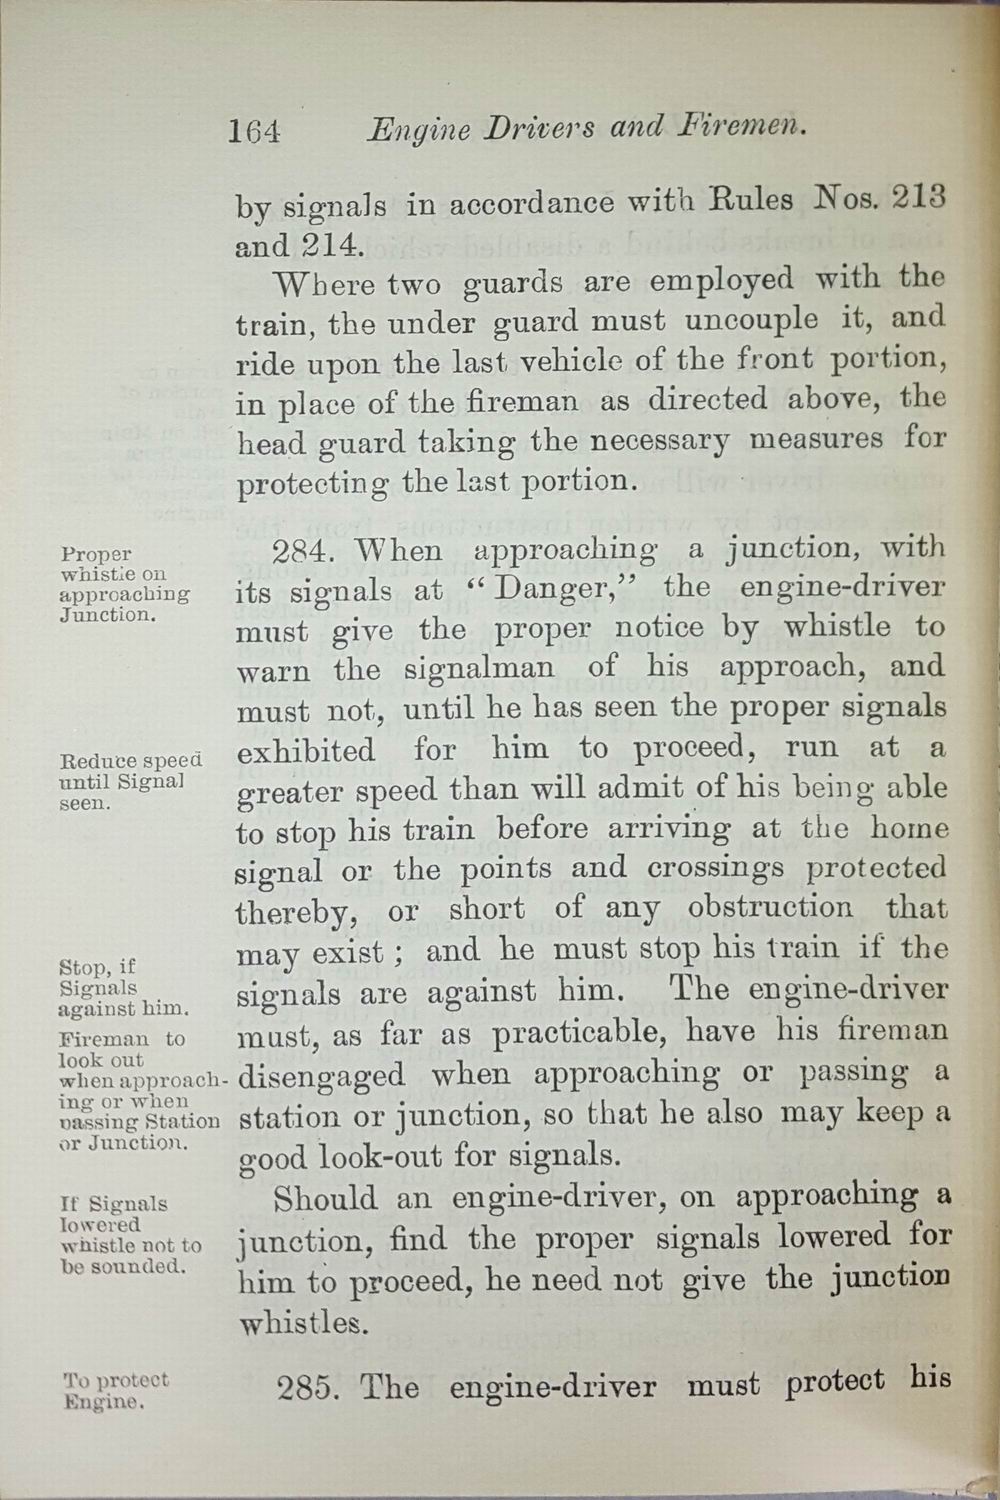 164 Engine Drivers and Firemen.
by signals in accordance with Rules Nos. 213
and 214.
Where two guards are employed with the
train, the under guard must uncouple it, and
ride upon the last vehicle of the front portion,
in place of the fireman as directed above, the
head guard taking the necessary measures for
protecting the last portion.
Proper
whistle on
approaching
Junction.
284. When approaching a junction, with
its signals at “Danger,” the engine-driver
must give the proper notice by whistle to
warn the signalman of his approach, and
must not, until he has seen the proper signals
Reduce speed
until Signal
seen.
exhibited for him to proceed, run at a
greater speed than will admit of his being able
to stop his train before arriving at the home
signal or the points and crossings protected
thereby, or short of any obstruction that
Stop, if
Signals
against him.
may exist; and he must stop his train if the
signals are against him. The engine-driver
Fireman to
look out
when approach-
ing or when
passing Station
or Junction.
must, as far as practicable, have his fireman
disengaged when approaching or passing a
station or junction, so that he also may keep a
good look-out for signals.
If Signals
lowered
whistle not to
be sounded.
Should an engine-driver, on approaching a
junction, find the proper signals lowered for
him to proceed, he need not give the junction
whistles.
To protect
Engine.
285. The engine-driver must protect his